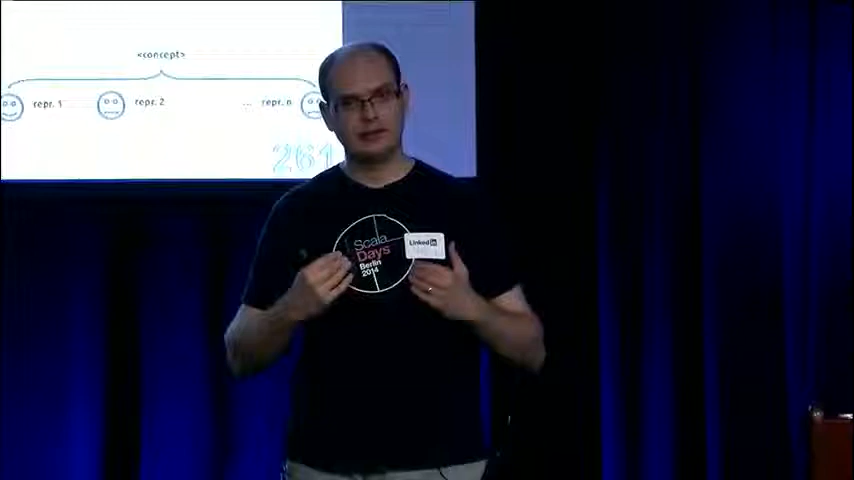 <concept>
repr. 1
repr. 2
... repr. n
261
Scala
Days
Berlin
2014
Linked in